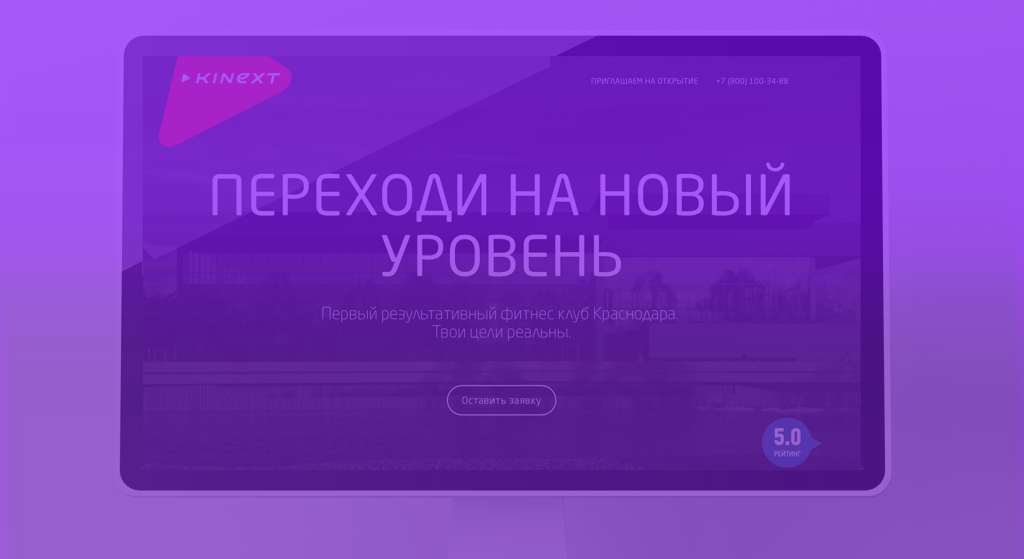 KINEXT
ПРИГЛАШАЕМ НА ОТКРЫТИЕ +7 (800) 100-34-88
ПЕРЕХОДИ НА НОВЫЙ
УРОВЕНЬ
Первый результативный фитнес клуб Краснодара.
Твои цели реальны.
Оставить заявку
5.0
РЕЙТИНГ